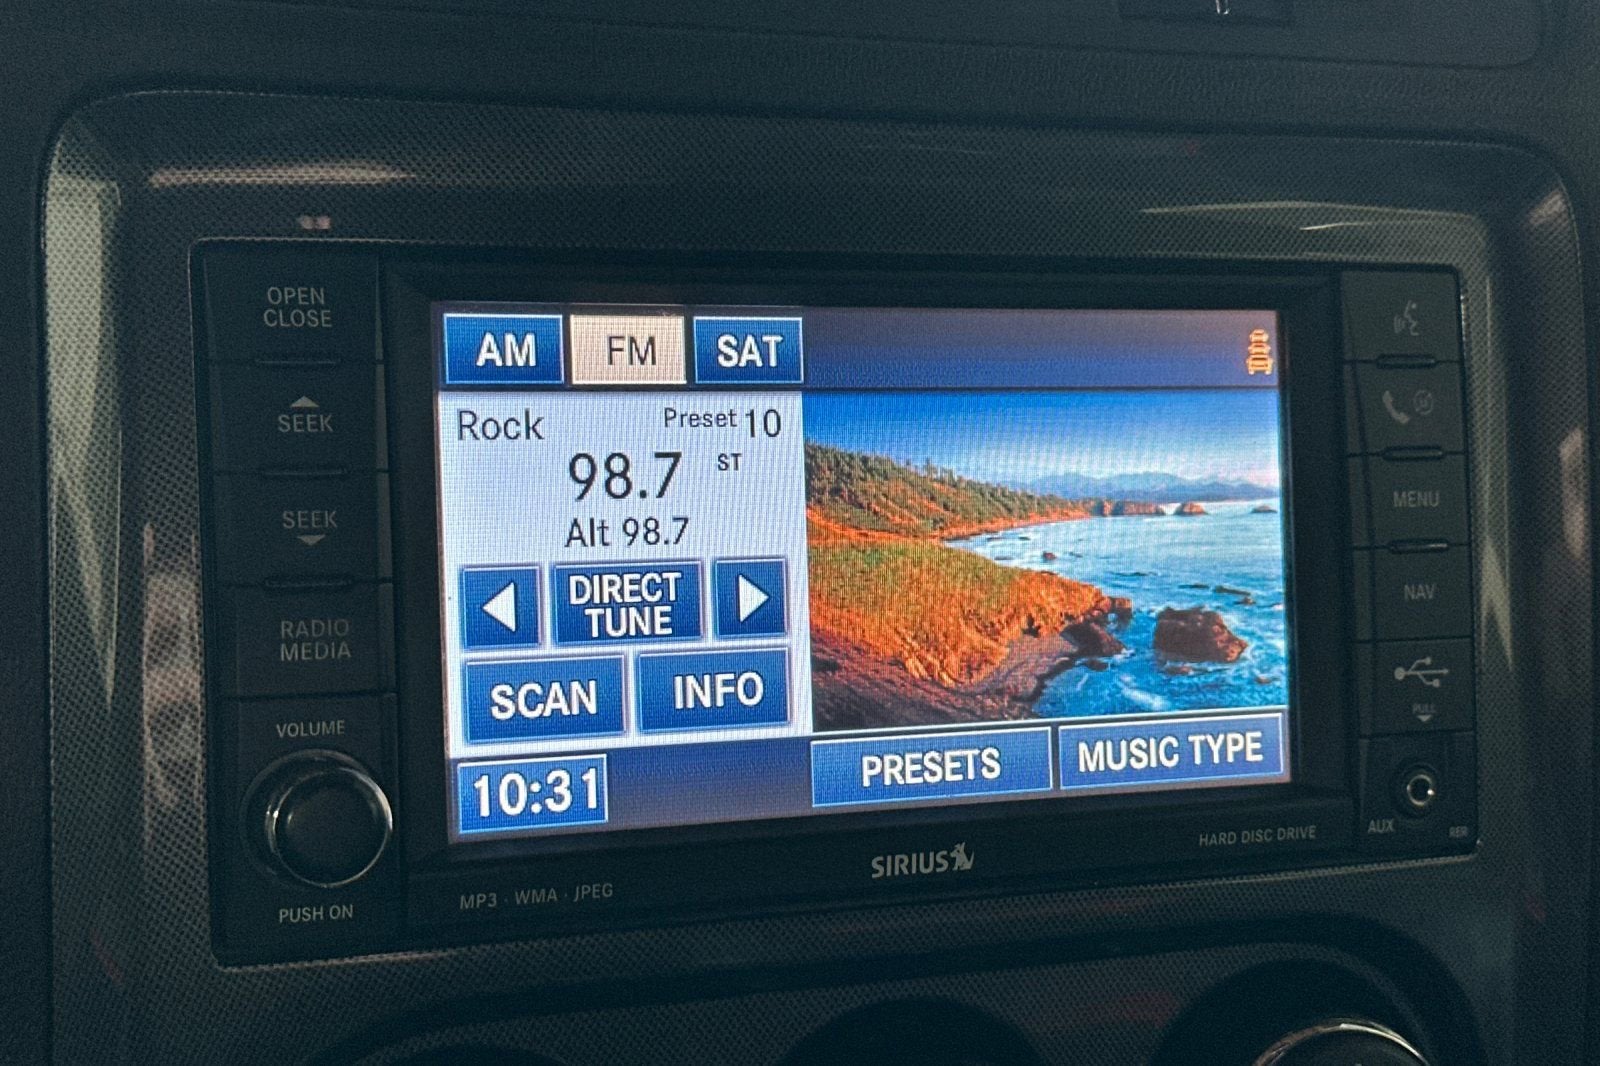 OPEN
CLOSE
SEEK
SEEK
RADIO
MEDIA
VOLUME
PUSH ON
AM FM SAT
Rock Preset 10
98.7 ST
Alt 98.7
DIRECT
TUNE
SCAN INFO
10:31 PRESETS MUSIC TYPE
MP3 · WMA · JPEG
SIRIUS
HARD DISC DRIVE
MENU
NAV
PULL
AUX
RER